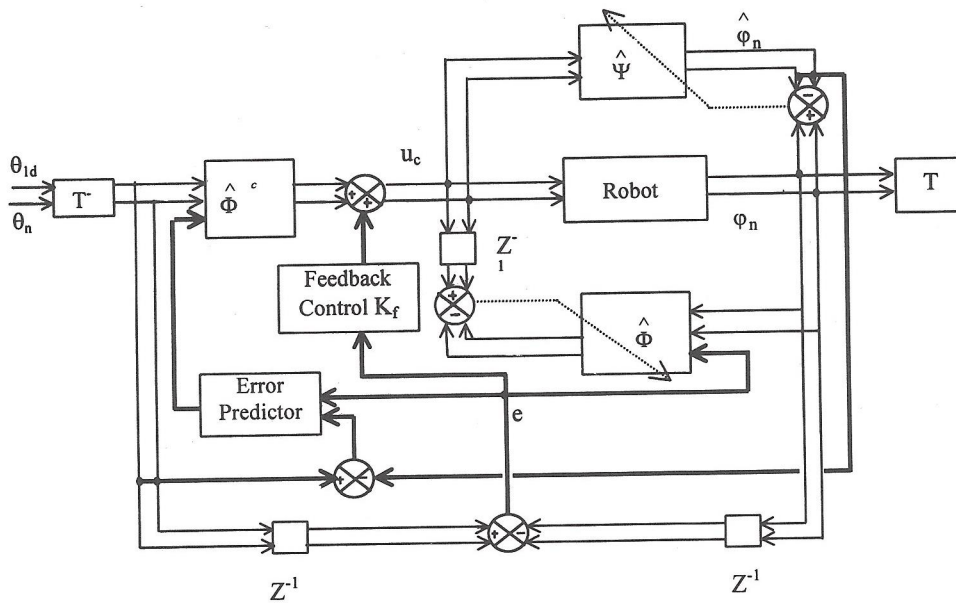 φ̂n
Ψ̂
-
+
θ1d
θn
T-
Φ̂ c
+
+
uc
Robot
φn
T
Z-
1
Feedback
Control Kf
+
-
Φ̂
Error
Predictor
e
+
-
+
-
Z-1
Z-1